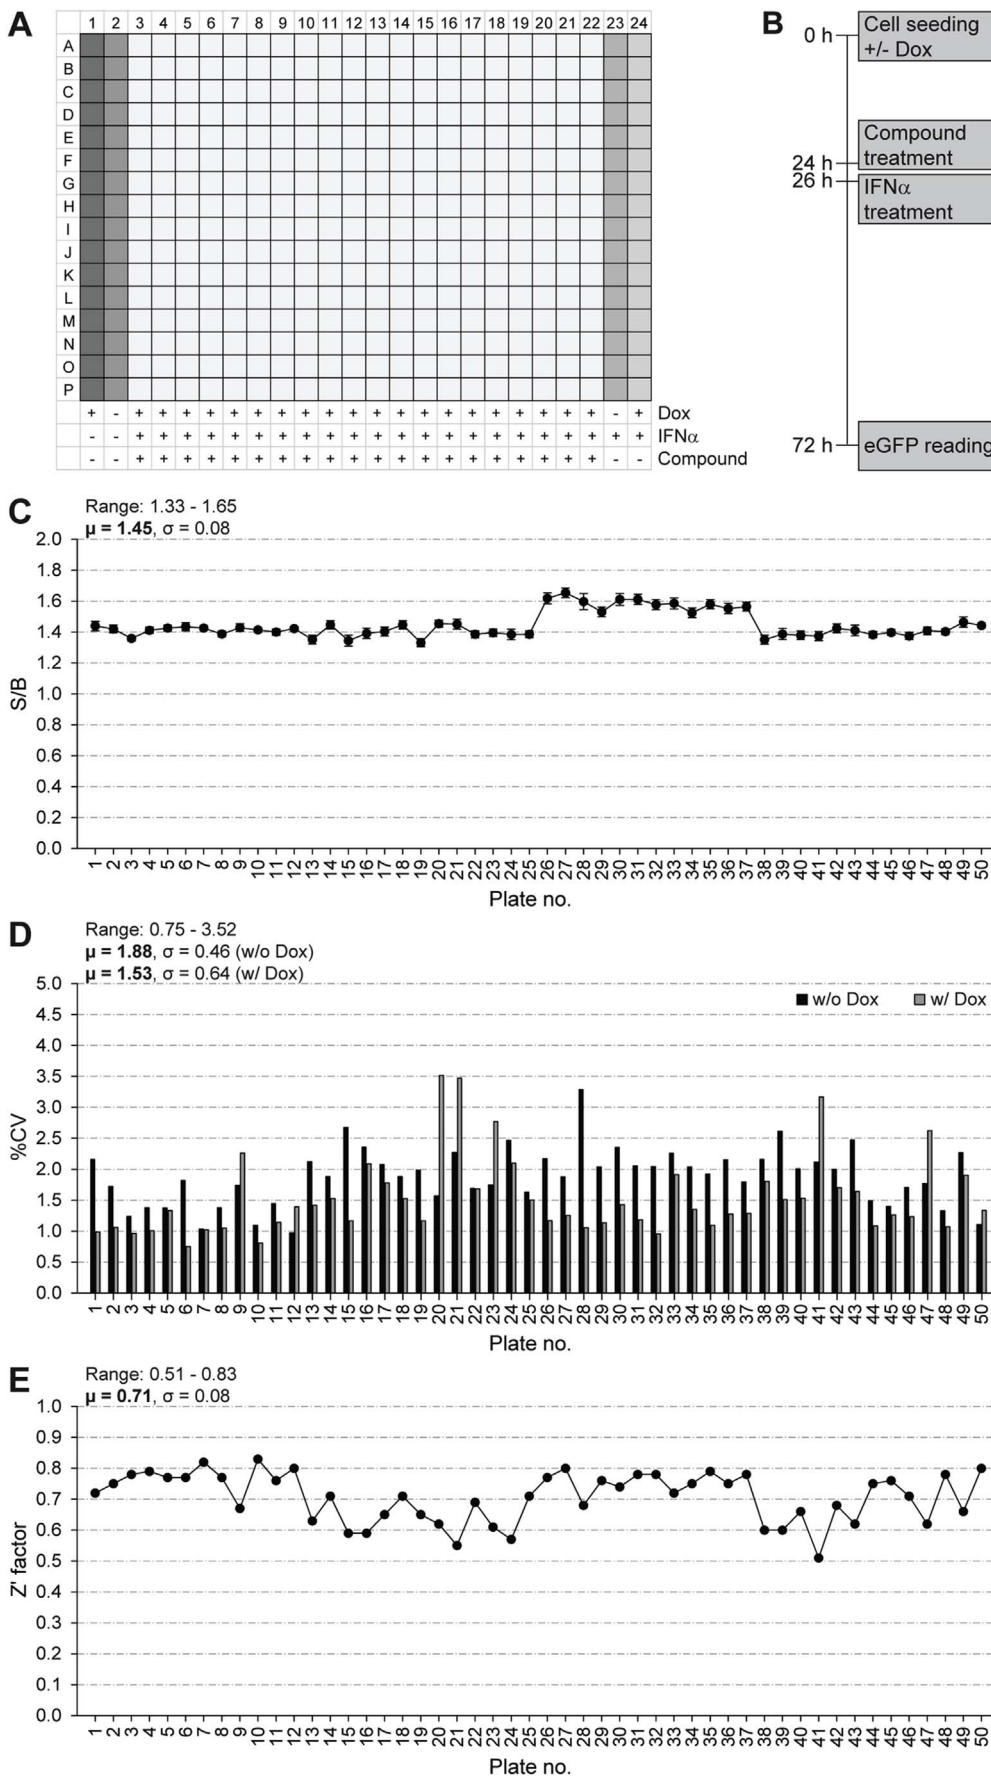 A
1 2 3 4 5 6 7 8 9 10 11 12 13 14 15 16 17 18 19 20 21 22 23 24
A
B
C
D
E
F
G
H
I
J
K
L
M
N
O
P
+ - + + + + + + + + + + + + + + + + + + + + - + Dox
- - + + + + + + + + + + + + + + + + + + + + + + IFNα
- - + + + + + + + + + + + + + + + + + + + + - - Compound
B
0 h
Cell seeding
+/- Dox
24 h
Compound
treatment
26 h
IFNα
treatment
72 h
eGFP reading
C
Range: 1.33 - 1.65
μ = 1.45, σ = 0.08
2.0
1.8
1.6
1.4
1.2
1.0
0.8
0.6
0.4
0.2
0.0
S/B
1 2 3 4 5 6 7 8 9 10 11 12 13 14 15 16 17 18 19 20 21 22 23 24 25 26 27 28 29 30 31 32 33 34 35 36 37 38 39 40 41 42 43 44 45 46 47 48 49 50
Plate no.
D
Range: 0.75 - 3.52
μ = 1.88, σ = 0.46 (w/o Dox)
μ = 1.53, σ = 0.64 (w/ Dox)
w/o Dox w/ Dox
5.0
4.5
4.0
3.5
3.0
2.5
2.0
1.5
1.0
0.5
0.0
%CV
1 2 3 4 5 6 7 8 9 10 11 12 13 14 15 16 17 18 19 20 21 22 23 24 25 26 27 28 29 30 31 32 33 34 35 36 37 38 39 40 41 42 43 44 45 46 47 48 49 50
Plate no.
E
Range: 0.51 - 0.83
μ = 0.71, σ = 0.08
1.0
0.9
0.8
0.7
0.6
0.5
0.4
0.3
0.2
0.1
0.0
Z' factor
1 2 3 4 5 6 7 8 9 10 11 12 13 14 15 16 17 18 19 20 21 22 23 24 25 26 27 28 29 30 31 32 33 34 35 36 37 38 39 40 41 42 43 44 45 46 47 48 49 50
Plate no.